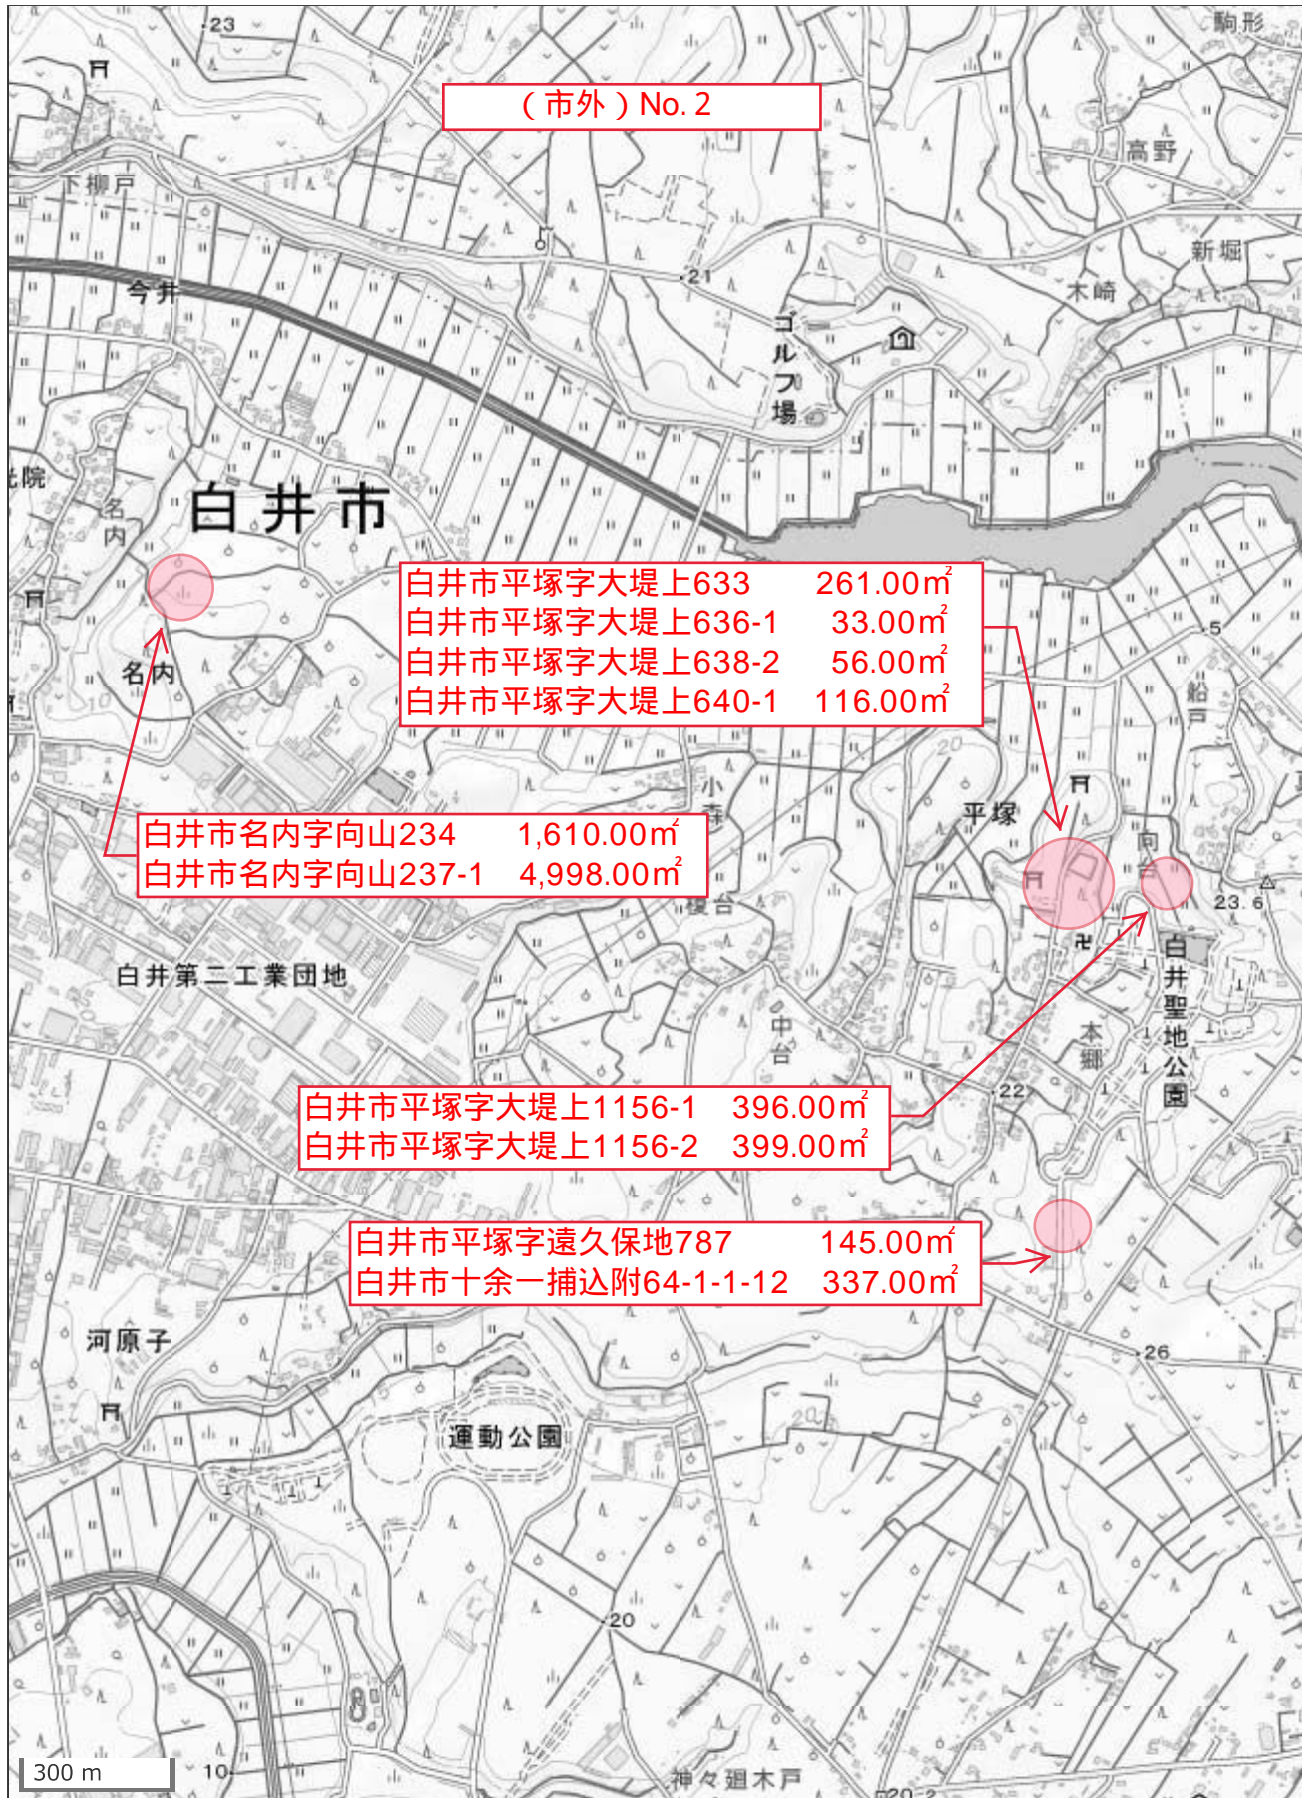 23
駒形
(市外)No.2
高野
下柳戸
新堀
21
木崎
今井
ゴルフ場
白井市
名内
白井市平塚字大堤上633 261.00㎡
白井市平塚字大堤上636-1 33.00㎡
白井市平塚字大堤上638-2 56.00㎡
白井市平塚字大堤上640-1 116.00㎡
5
名内
船戸
10
20
小森
平塚
向台
白井市名内字向山234 1,610.00㎡
白井市名内字向山237-1 4,998.00㎡
23.6
白井第二工業団地
白井聖地公園
中台
本郷
22
白井市平塚字大堤上1156-1 396.00㎡
白井市平塚字大堤上1156-2 399.00㎡
白井市平塚字遠久保地787 145.00㎡
白井市十余一捕込附64-1-1-12 337.00㎡
河原子
26
運動公園
20
20
300 m
10
神々廻木戸
20.2